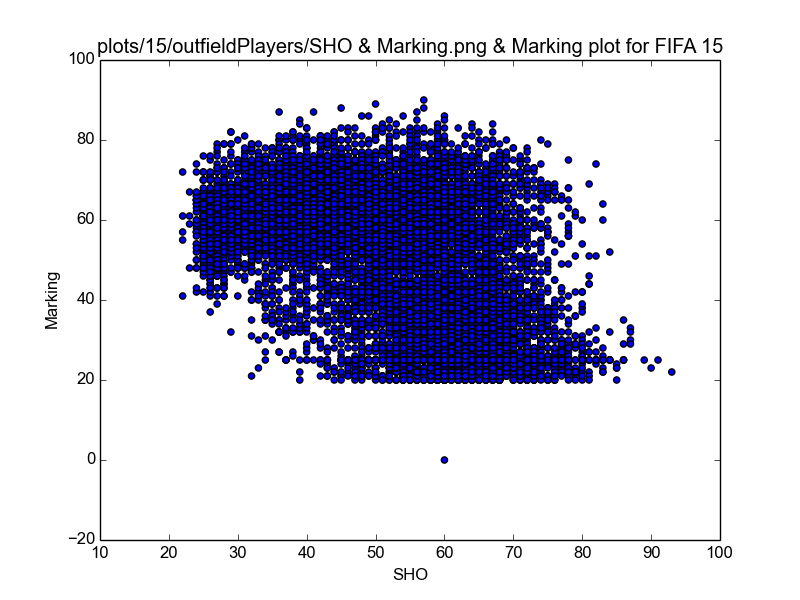 plots/15/outfieldPlayers/SHO & Marking.png & Marking plot for FIFA 15
100
80
60
40
20
0
−20
Marking
10 20 30 40 50 60 70 80 90 100
SHO